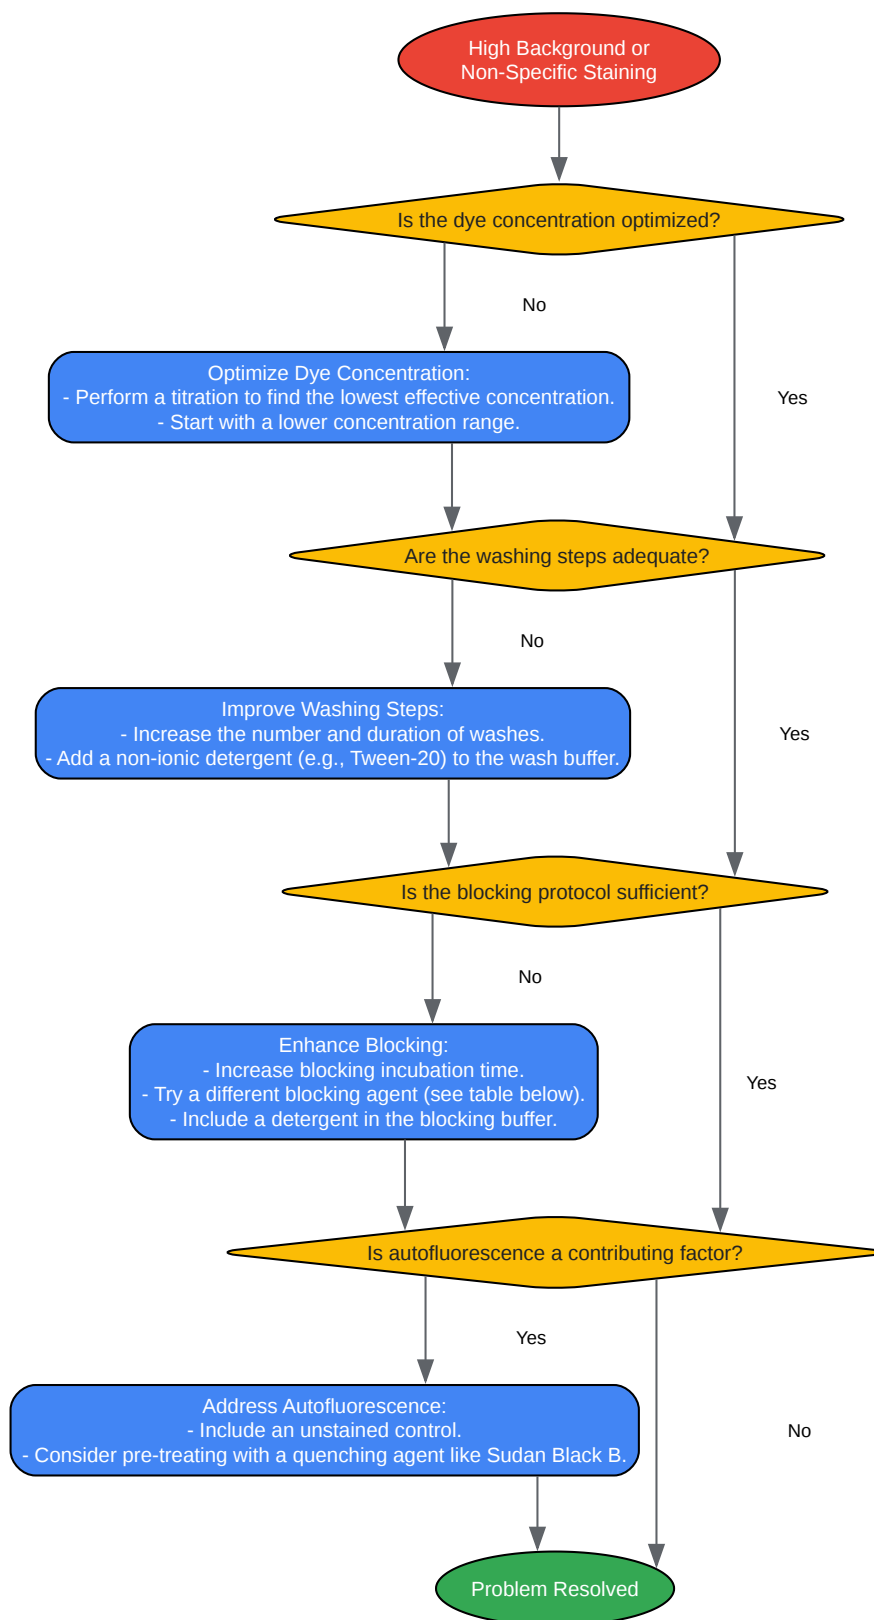 High Background or
Non-Specific Staining
Is the dye concentration optimized?
No
Optimize Dye Concentration:
- Perform a titration to find the lowest effective concentration.
- Start with a lower concentration range.
Yes
Are the washing steps adequate?
No
Improve Washing Steps:
- Increase the number and duration of washes.
- Add a non-ionic detergent (e.g., Tween-20) to the wash buffer.
Yes
Is the blocking protocol sufficient?
No
Enhance Blocking:
- Increase blocking incubation time.
- Try a different blocking agent (see table below).
- Include a detergent in the blocking buffer.
Yes
Is autofluorescence a contributing factor?
Yes
Address Autofluorescence:
- Include an unstained control.
- Consider pre-treating with a quenching agent like Sudan Black B.
No
Problem Resolved